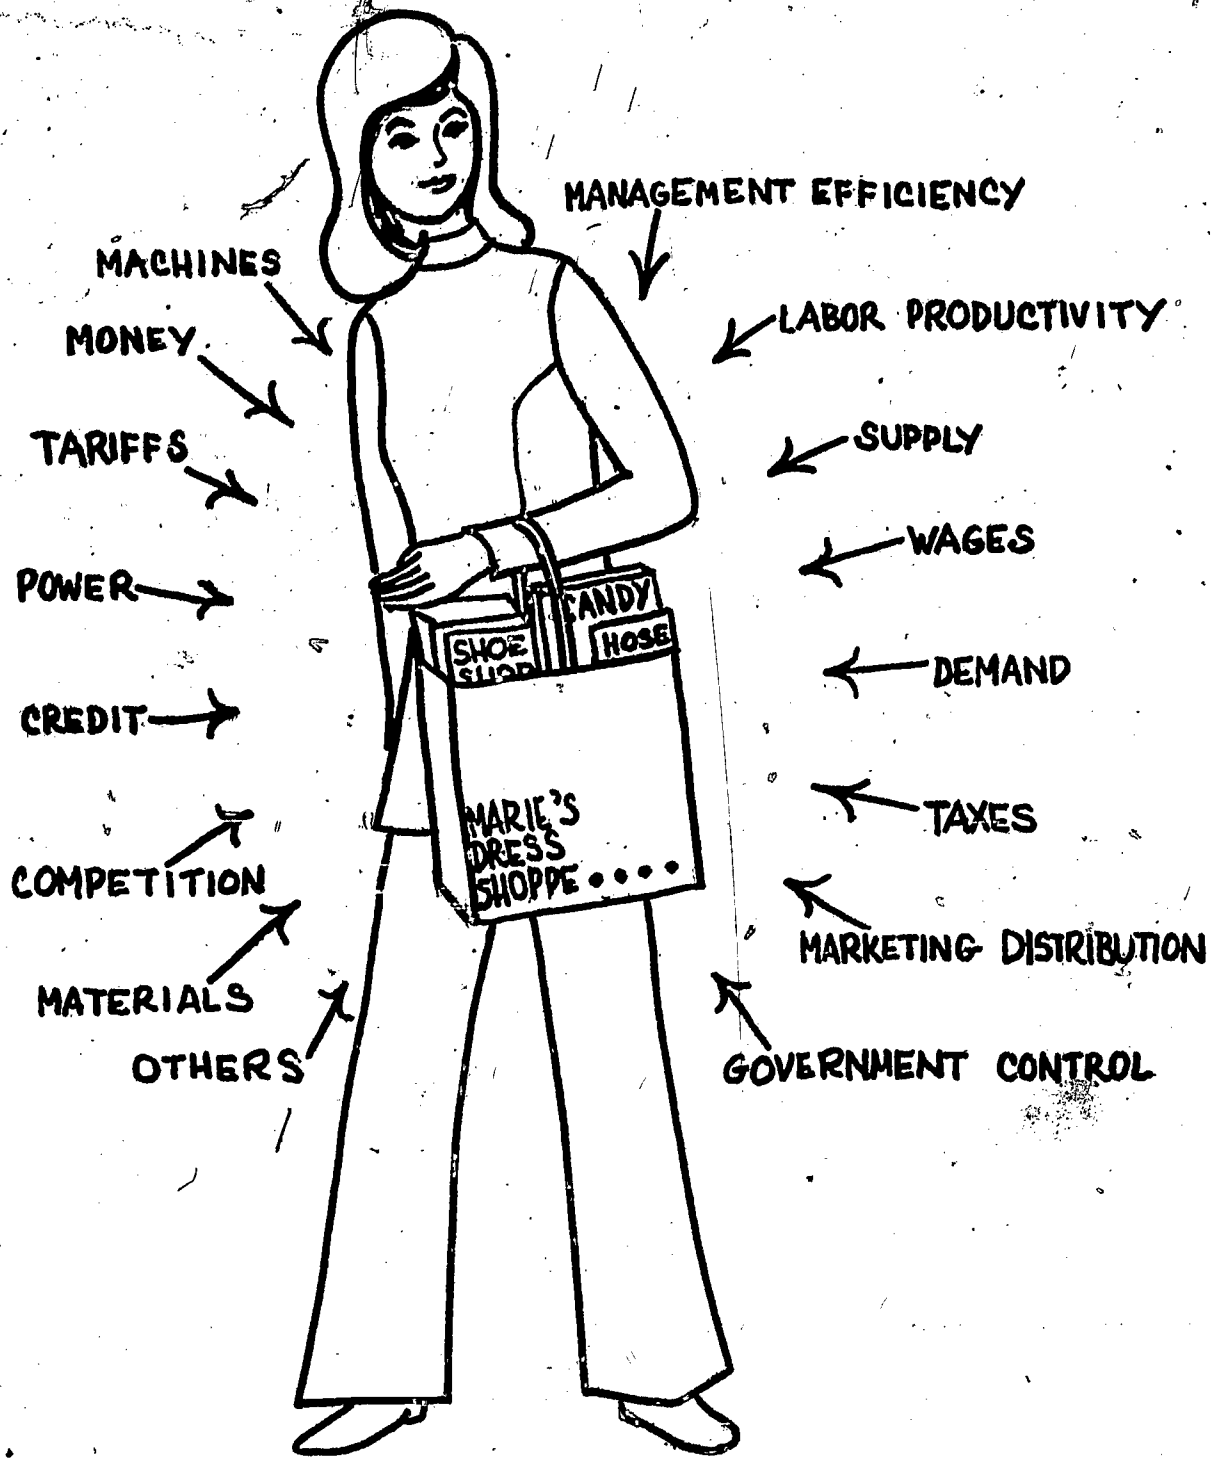 MANAGEMENT EFFICIENCY
MACHINES
LABOR PRODUCTIVITY
MONEY
TARIFFS
SUPPLY
WAGES
POWER
DEMAND
CREDIT
TAXES
COMPETITION
MARKETING DISTRIBUTION
MATERIALS
OTHERS
GOVERNMENT CONTROL
CANDY
HOSE
SHOE
SHOP
MARIE'S
DRESS
SHOPPE ....